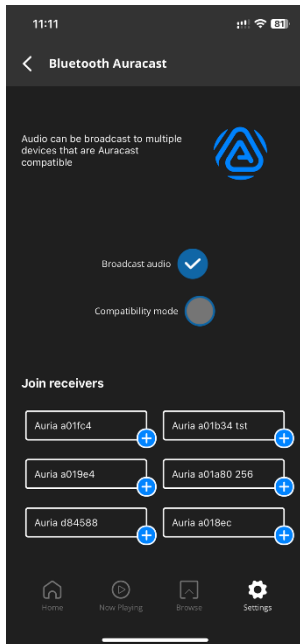 11:11
81
Bluetooth Auracast
Audio can be broadcast to multiple
devices that are Auracast
compatible
Broadcast audio
Compatibility mode
Join receivers
Auria a01fc4
Auria a01b34 tst
Auria a019e4
Auria a01a80 256
Auria d84588
Auria a018ec
Home
Now Playing
Browse
Settings